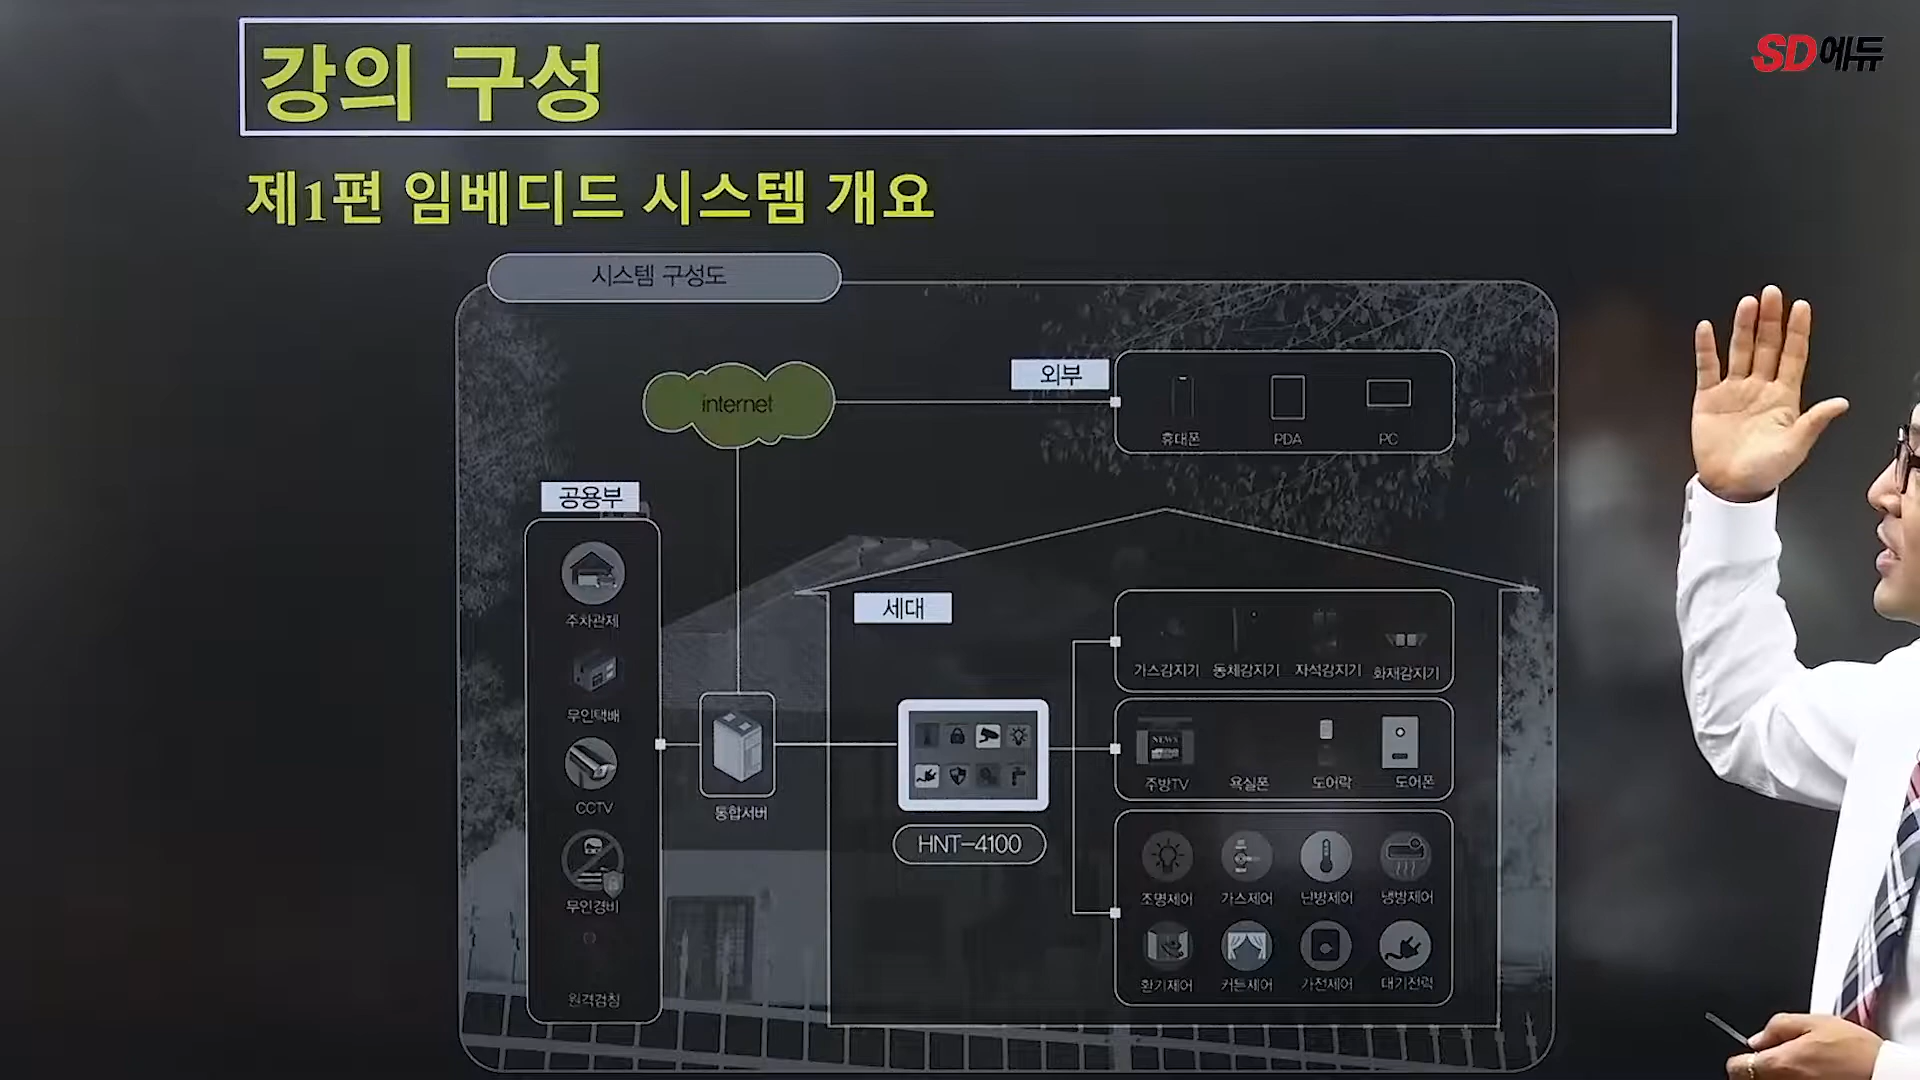 강의 구성
SD에듀
제1편 임베디드 시스템 개요
시스템 구성도
internet
외부
휴대폰 PDA PC
공용부
주차관제
무인택배
CCTV
무인경비
원격검침
통합서버
세대
HNT-4100
가스감지기 동체감지기 자석감지기 화재감지기
NEWS
주방TV 욕실폰 도어락 도어폰
조명제어 가스제어 난방제어 냉방제어
환기제어 커튼제어 가전제어 대기전력